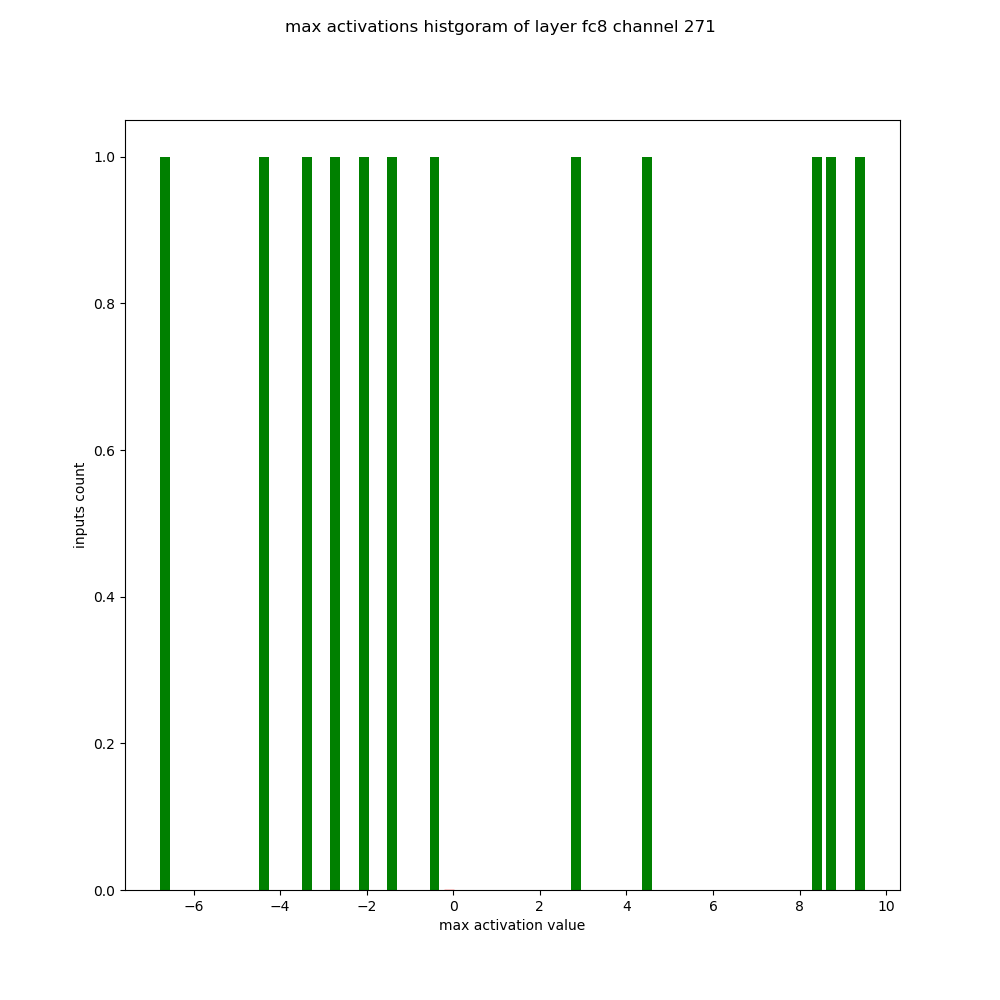 max activations histgoram of layer fc8 channel 271
1.0
0.8
0.6
0.4
0.2
0.0
inputs count
−6 −4 −2 0 2 4 6 8 10
max activation value